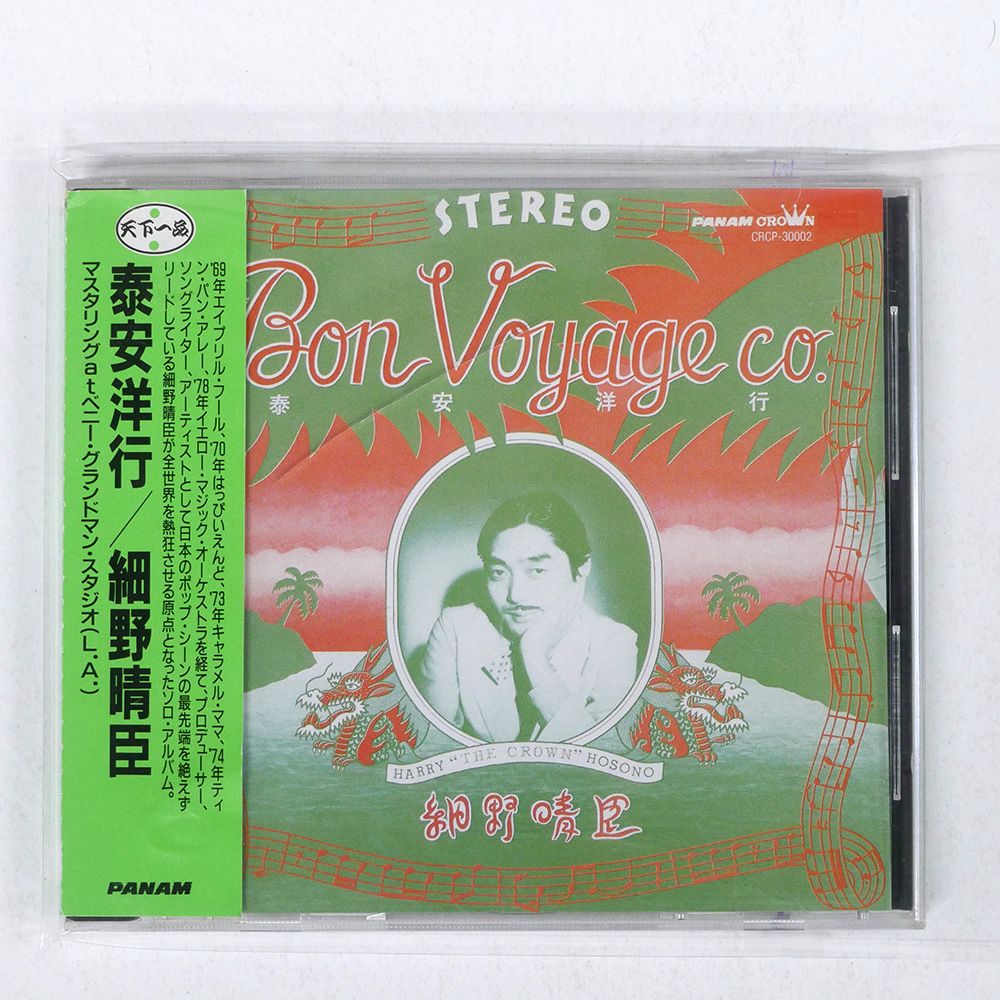 天下一品
泰安洋行/細野晴臣
'69年エイプリル・フール、'70年はっぴいえんど、'73年キャラメル・ママ、'74年ティ
ン・パン・アレー、'78年イエロー・マジック・オーケストラを経て、プロデューサー、
ソングライター、アーティストとして日本のポップ・シーンの最先端を絶えず
リードしている細野晴臣が全世界を熱狂させる原点となったソロ・アルバム。
マスタリングatベニー・グランドマン・スタジオ(L.A.)
PANAM
STEREO
PANAM CROWN
CRCP-30002
Bon Voyage co.
泰安洋行
HARRY "THE CROWN" HOSONO
細野晴臣